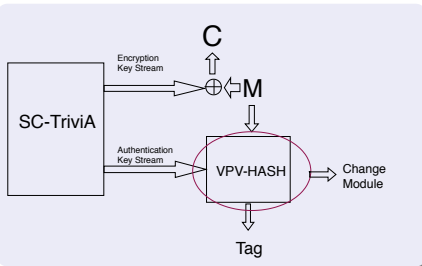 C
Encryption
Key Stream
M
SC-TriviA
Authentication
Key Stream
VPV-HASH
Change
Module
Tag